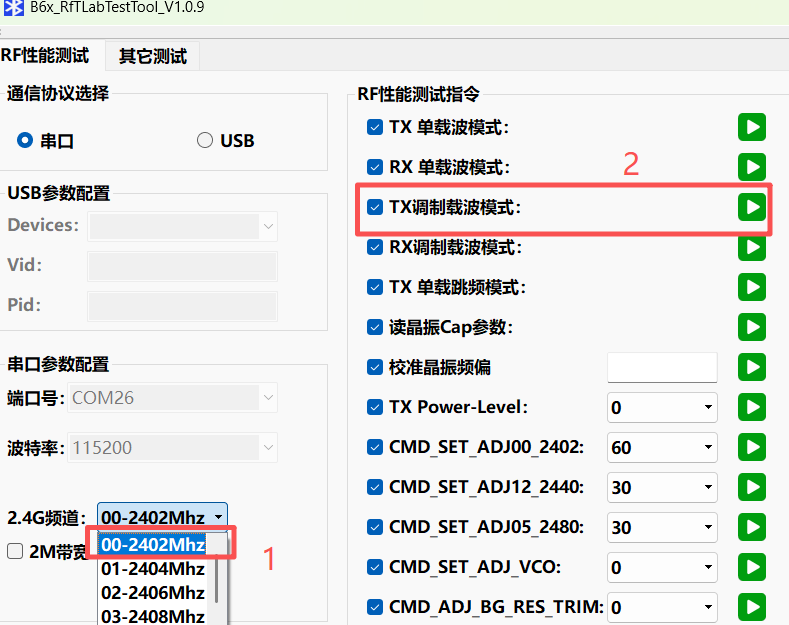 B6x_RfTLabTestTool_V1.0.9
RF性能测试 其它测试
通信协议选择
串口 USB
USB参数配置
Devices:
Vid:
Pid:
串口参数配置
端口号: COM26
波特率: 115200
2.4G频道: 00-2402Mhz
00-2402Mhz
2M带宽
01-2404Mhz
02-2406Mhz
03-2408Mhz
1
RF性能测试指令
TX 单载波模式:
RX 单载波模式:
2
TX调制载波模式:
RX调制载波模式:
TX 单载跳频模式:
读晶振Cap参数:
校准晶振频偏
TX Power-Level: 0
CMD_SET_ADJ00_2402: 60
CMD_SET_ADJ12_2440: 30
CMD_SET_ADJ05_2480: 30
CMD_SET_ADJ_VCO: 0
CMD_ADJ_BG_RES_TRIM: 0